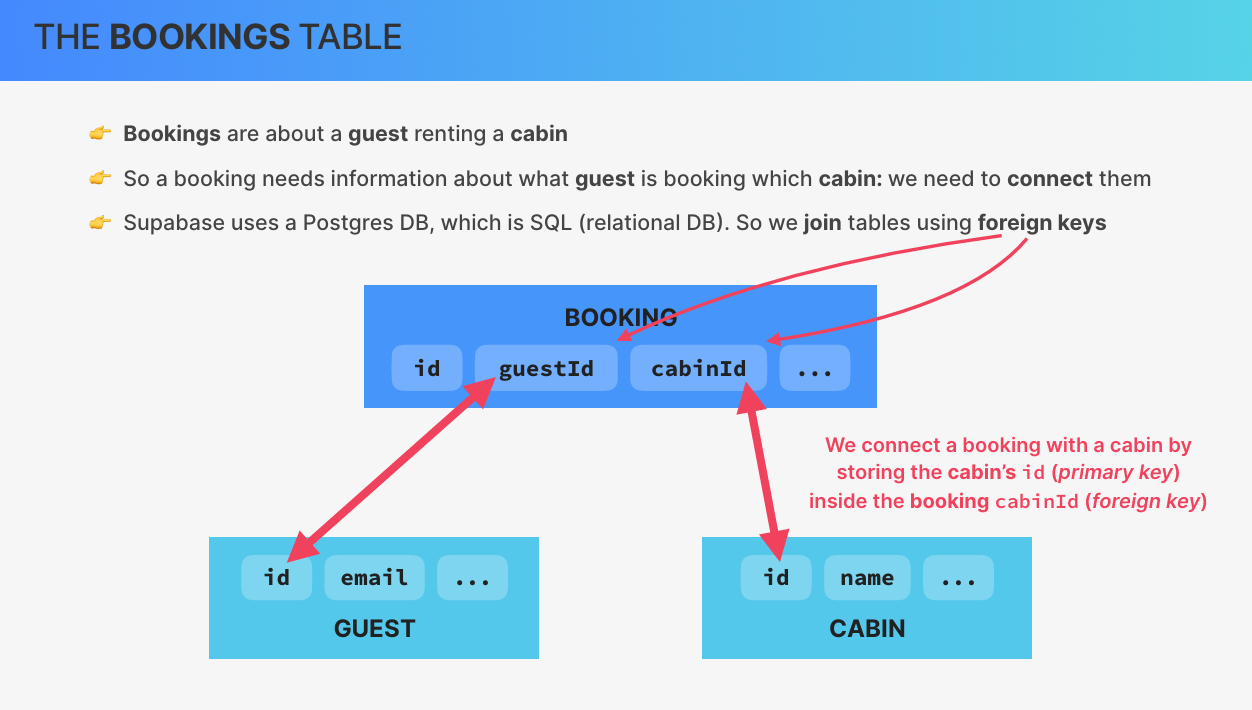 THE BOOKINGS TABLE
👉 Bookings are about a guest renting a cabin
👉 So a booking needs information about what guest is booking which cabin: we need to connect them
👉 Supabase uses a Postgres DB, which is SQL (relational DB). So we join tables using foreign keys
BOOKING
id guestId cabinId ...
We connect a booking with a cabin by
storing the cabin’s id (primary key)
inside the booking cabinId (foreign key)
id email ...
GUEST
id name ...
CABIN